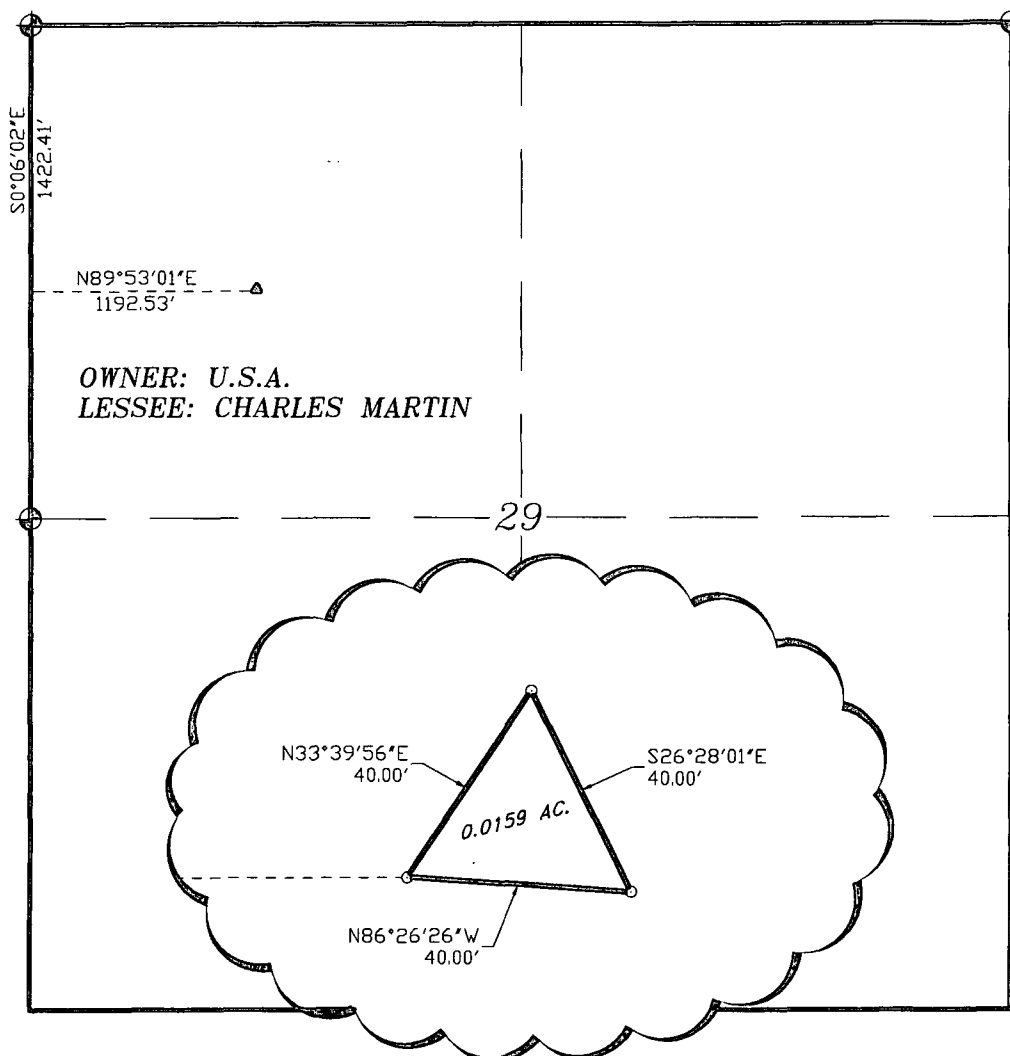 S0°06'02"E
1422.41'
N89°53'01"E
1192.53'
OWNER: U.S.A.
LESSEE: CHARLES MARTIN
29
N33°39'56"E
40.00'
S26°28'01"E
40.00'
0.0159 AC.
N86°26'26"W
40.00'